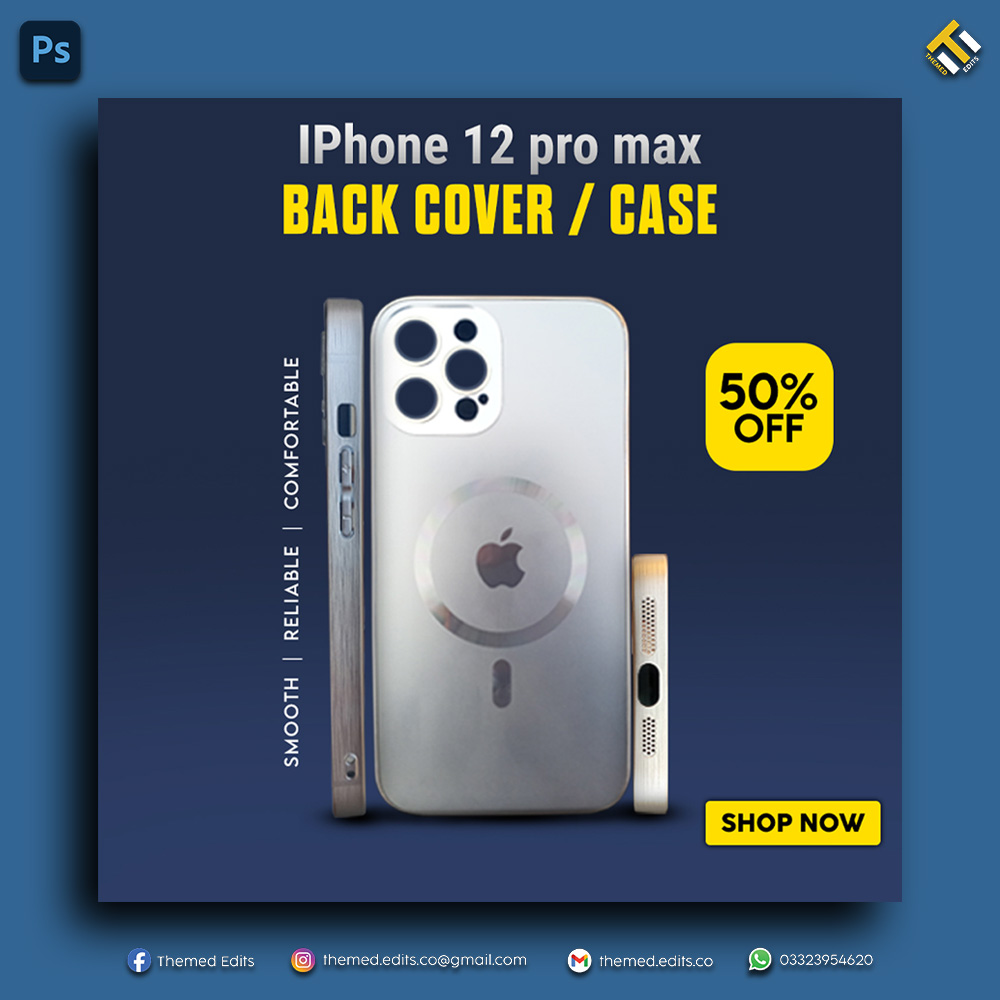 Ps
THEMED
EDITS
IPhone 12 pro max
BACK COVER / CASE
SMOOTH | RELIABLE | COMFORTABLE
50%
OFF
SHOP NOW
Themed Edits
themed.edits.co@gmail.com
themed.edits.co
03323954620